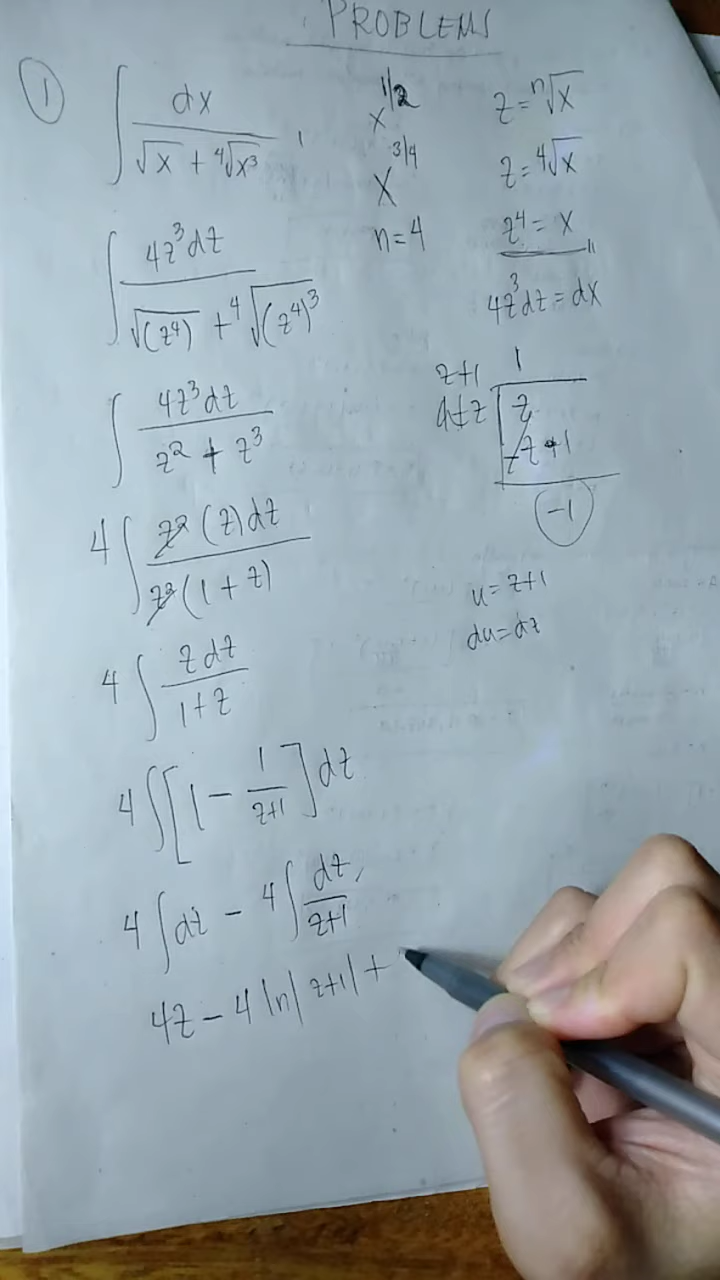 PROBLEMS
① ∫ dx / (√x + ⁴√x³) ,
x^1/2
x^3/4
n=4
z = ⁿ√x
z = ⁴√x
z⁴ = x
4z³dz = dx
∫ 4z³dz / (√(z⁴) + ⁴√(z⁴)³)
∫ 4z³dz / (z² + z³)
z+1 1
z
-z+1
-1
4 ∫ z²(z)dz / z²(1+z)
u = z+1
du = dz
4 ∫ zdz / (1+z)
4 ∫ [1 - 1/(z+1)] dz
4 ∫ dz - 4 ∫ dz / (z+1)
4z - 4 ln|z+1| +